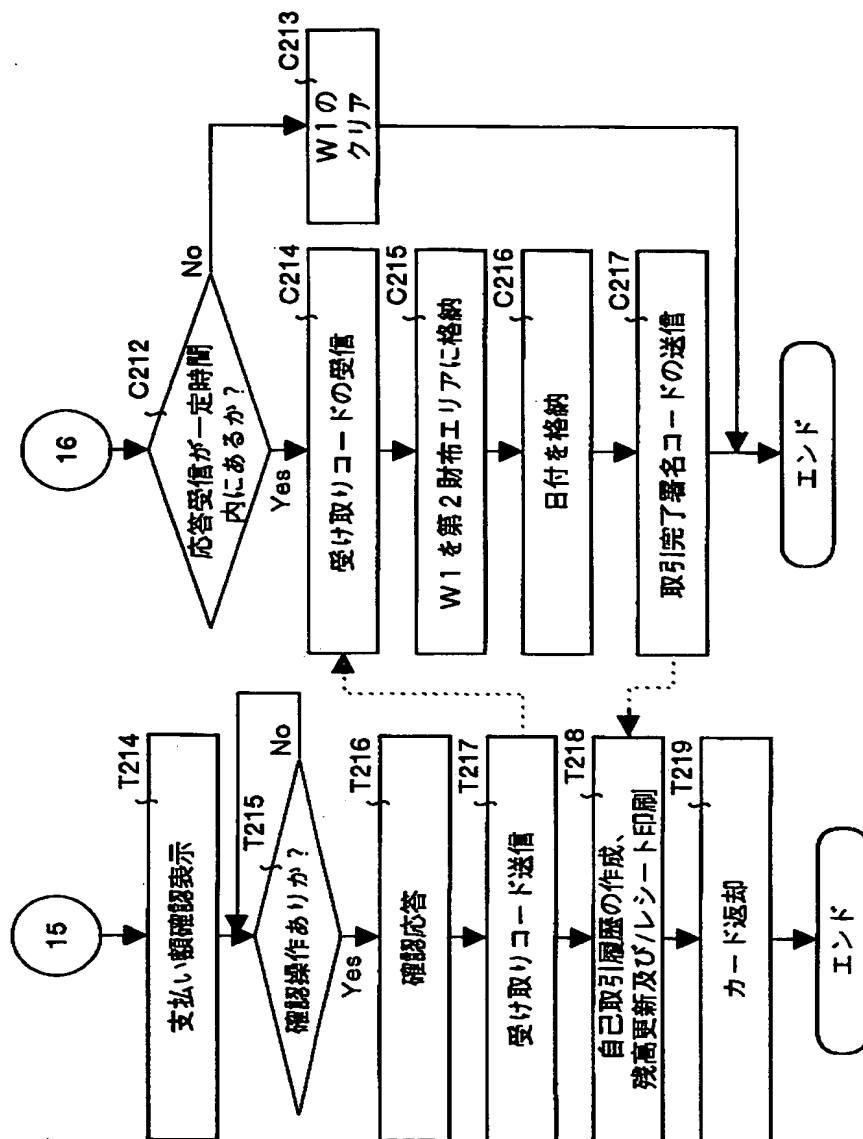 15
T214
支払い額確認表示
T215
確認操作ありか？
No
Yes
T216
確認応答
T217
受け取りコード送信
T218
自己取引履歴の作成、
残高更新及び/レシート印刷
T219
カード返却
エンド
16
C212
応答受信が一定時間
内にあるか？
No
Yes
C213
W1の
クリア
C214
受け取りコードの受信
C215
W1を第2財布エリアに格納
C216
日付を格納
C217
取引完了署名コードの送信
エンド